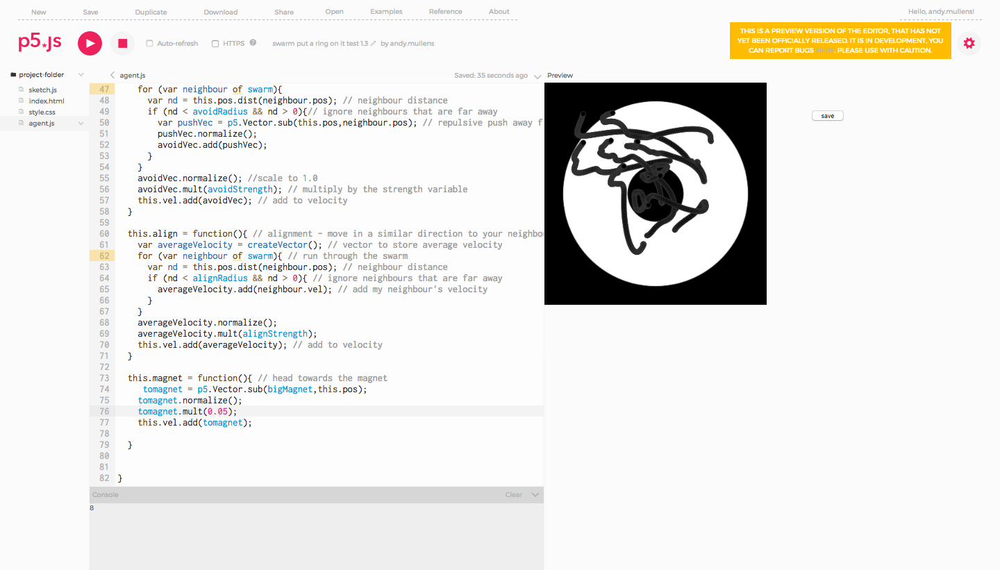 New Save Duplicate Download Share Open Examples Reference About Hello, andy.mullens!
p5.js Auto-refresh HTTPS ? swarm put a ring on it test 1.3 by andy.mullens
THIS IS A PREVIEW VERSION OF THE EDITOR, THAT HAS NOT
YET BEEN OFFICIALLY RELEASED. IT IS IN DEVELOPMENT, YOU
CAN REPORT BUGS . PLEASE USE WITH CAUTION.
project-folder
sketch.js
index.html
style.css
agent.js
agent.js Saved: 35 seconds ago Preview
47 for (var neighbour of swarm){
48 var nd = this.pos.dist(neighbour.pos); // neighbour distance
49 if (nd < avoidRadius && nd > 0){// ignore neighbours that are far away
50 var pushVec = p5.Vector.sub(this.pos,neighbour.pos); // repulsive push away f
51 pushVec.normalize();
52 avoidVec.add(pushVec);
53 }
54 }
55 avoidVec.normalize(); //scale to 1.0
56 avoidVec.mult(avoidStrength); // multiply by the strength variable
57 this.vel.add(avoidVec); // add to velocity
58 }
59
60 this.align = function(){ // alignment - move in a similar direction to your neighbou
61 var averageVelocity = createVector(); // vector to store average velocity
62 for (var neighbour of swarm){ // run through the swarm
63 var nd = this.pos.dist(neighbour.pos); // neighbour distance
64 if (nd < alignRadius && nd > 0){ // ignore neighbours that are far away
65 averageVelocity.add(neighbour.vel); // add my neighbour's velocity
66 }
67 }
68 averageVelocity.normalize();
69 averageVelocity.mult(alignStrength);
70 this.vel.add(averageVelocity); // add to velocity
71 }
72
73 this.magnet = function(){ // head towards the magnet
74 tomagnet = p5.Vector.sub(bigMagnet,this.pos);
75 tomagnet.normalize();
76 tomagnet.mult(0.05);
77 this.vel.add(tomagnet);
78
79 }
80
81
82 }
save
Console Clear
8